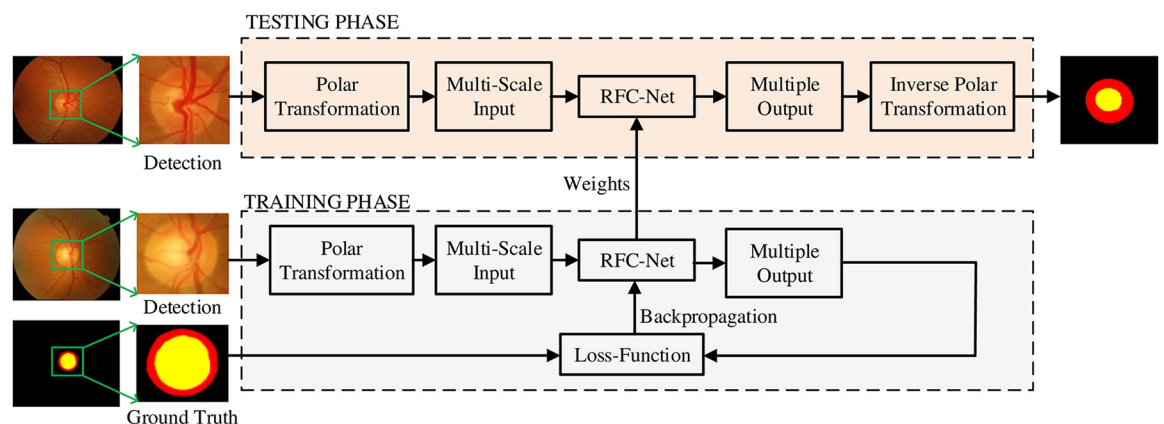 TESTING PHASE
Polar
Transformation
Multi-Scale
Input
RFC-Net
Multiple
Output
Inverse Polar
Transformation
Detection
Weights
TRAINING PHASE
Polar
Transformation
Multi-Scale
Input
RFC-Net
Multiple
Output
Detection
Backpropagation
Loss-Function
Ground Truth